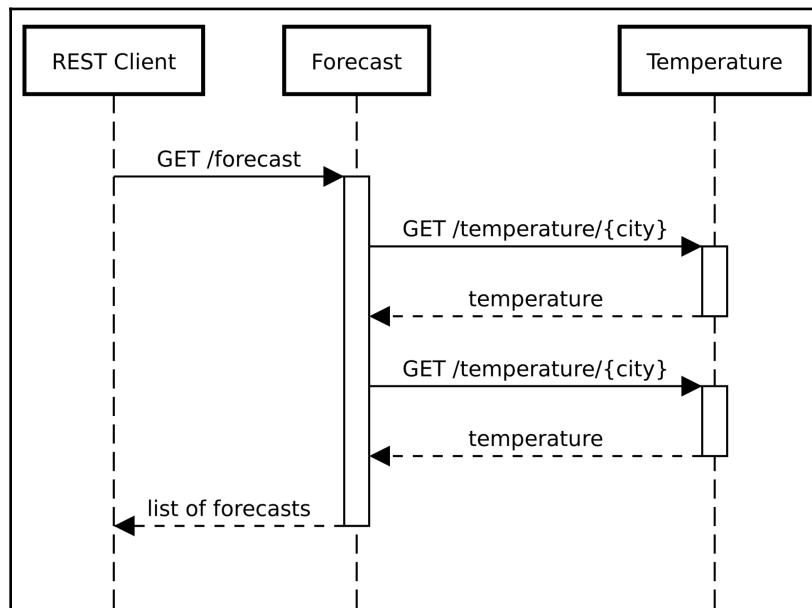 REST Client
Forecast
Temperature
GET /forecast
GET /temperature/{city}
temperature
GET /temperature/{city}
temperature
list of forecasts